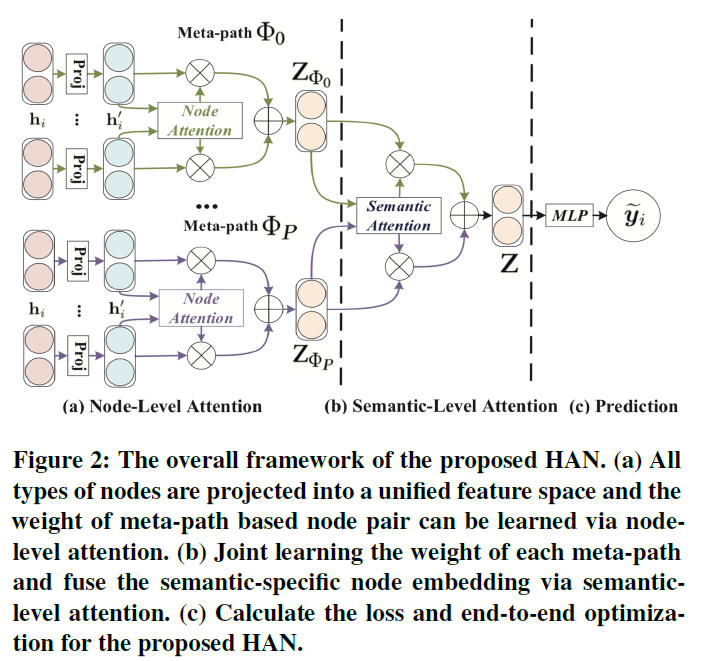 Meta-path Φ0
Proj
hi
⋮
h′i
Node
Attention
ZΦ0
Proj
...
Meta-path ΦP
Proj
hi
⋮
h′i
Node
Attention
ZΦP
Proj
Semantic
Attention
Z
MLP
ỹi
(a) Node-Level Attention
(b) Semantic-Level Attention
(c) Prediction
Figure 2: The overall framework of the proposed HAN. (a) All
types of nodes are projected into a unified feature space and the
weight of meta-path based node pair can be learned via node-
level attention. (b) Joint learning the weight of each meta-path
and fuse the semantic-specific node embedding via semantic-
level attention. (c) Calculate the loss and end-to-end optimiza-
tion for the proposed HAN.